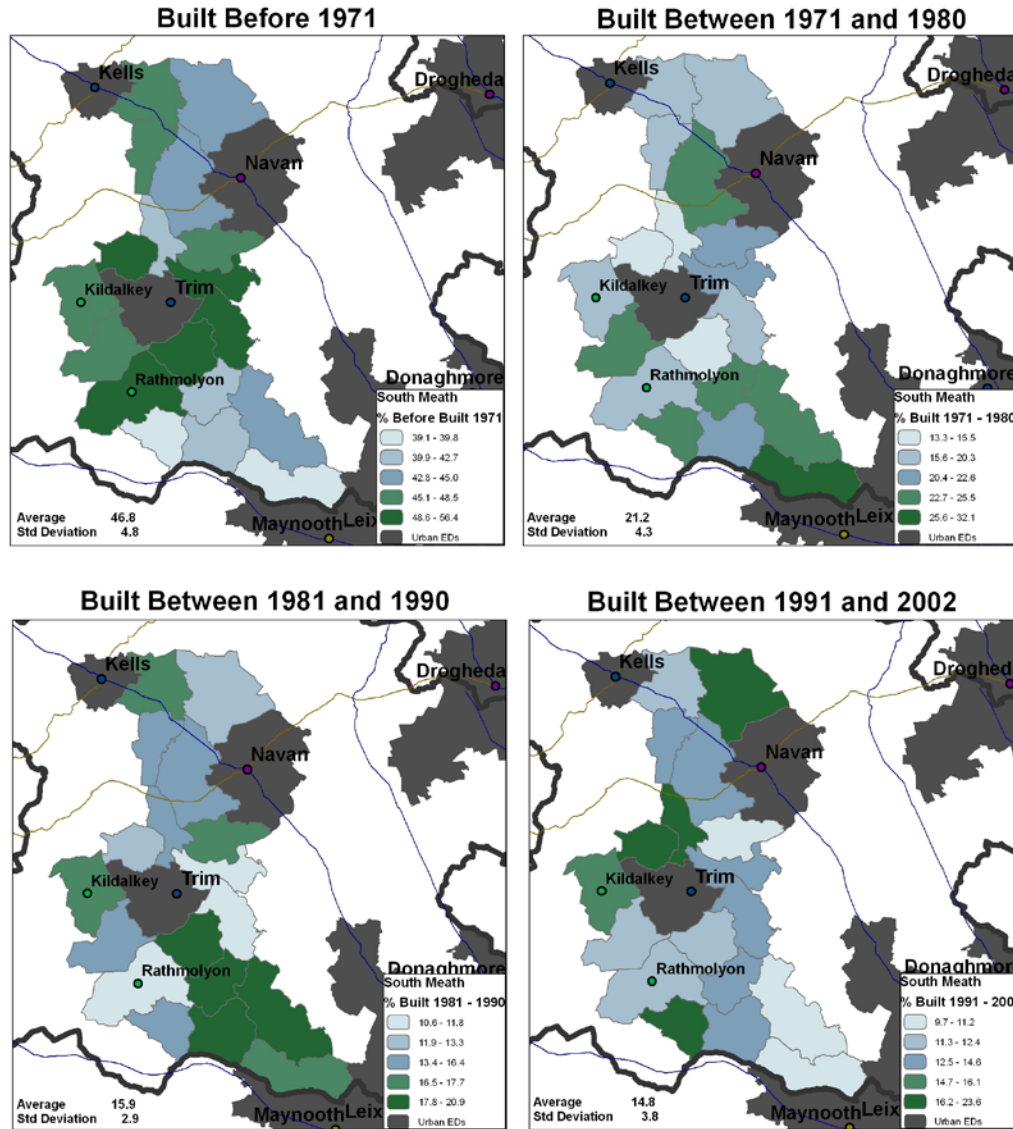 Built Before 1971
Kells
Drogheda
Navan
Kildalkey
Trim
Rathmolyon
Donaghmore
South Meath
% Before Built 1971
39.1 - 39.8
39.9 - 42.7
42.8 - 45.0
45.1 - 48.5
48.6 - 56.4
Urban EDs
Maynooth Leix
Average 46.8
Std Deviation 4.8
Built Between 1971 and 1980
Kells
Drogheda
Navan
Kildalkey
Trim
Rathmolyon
Donaghmore
South Meath
% Built 1971 - 1980
13.3 - 15.5
15.6 - 20.3
20.4 - 22.6
22.7 - 25.5
25.6 - 32.1
Urban EDs
Maynooth Leix
Average 21.2
Std Deviation 4.3
Built Between 1981 and 1990
Kells
Drogheda
Navan
Kildalkey
Trim
Rathmolyon
Donaghmore
South Meath
% Built 1981 - 1990
10.6 - 11.8
11.9 - 13.3
13.4 - 16.4
16.5 - 17.7
17.8 - 20.9
Urban EDs
Maynooth Leix
Average 15.9
Std Deviation 2.9
Built Between 1991 and 2002
Kells
Drogheda
Navan
Kildalkey
Trim
Rathmolyon
Donaghmore
South Meath
% Built 1991 - 200
9.7 - 11.2
11.3 - 12.4
12.5 - 14.6
14.7 - 16.1
16.2 - 23.6
Urban EDs
Maynooth Leix
Average 14.8
Std Deviation 3.8